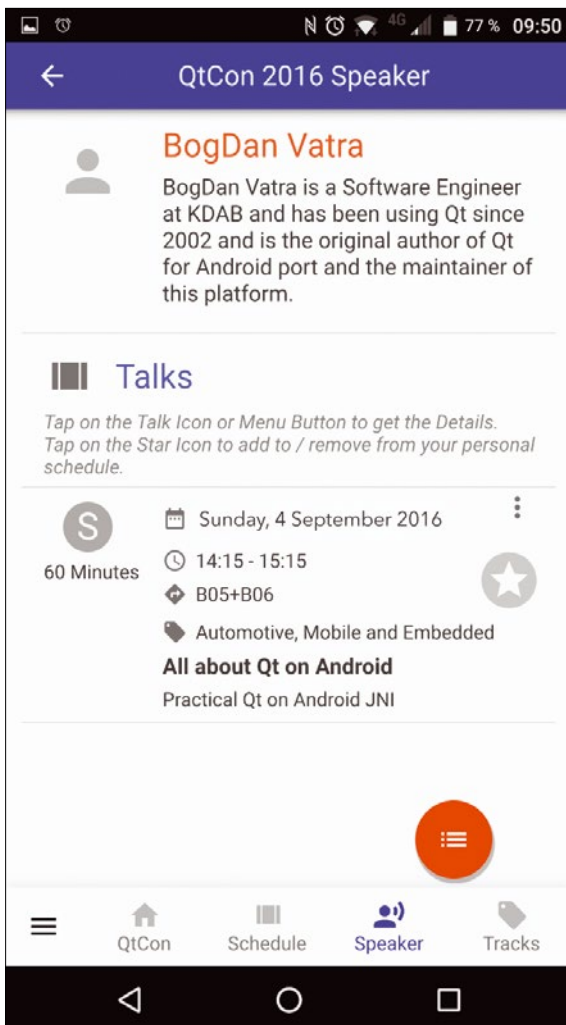 4G 77 % 09:50
QtCon 2016 Speaker
BogDan Vatra
BogDan Vatra is a Software Engineer
at KDAB and has been using Qt since
2002 and is the original author of Qt
for Android port and the maintainer of
this platform.
Talks
Tap on the Talk Icon or Menu Button to get the Details.
Tap on the Star Icon to add to / remove from your personal
schedule.
S
60 Minutes
Sunday, 4 September 2016
14:15 - 15:15
B05+B06
Automotive, Mobile and Embedded
All about Qt on Android
Practical Qt on Android JNI
QtCon Schedule Speaker Tracks